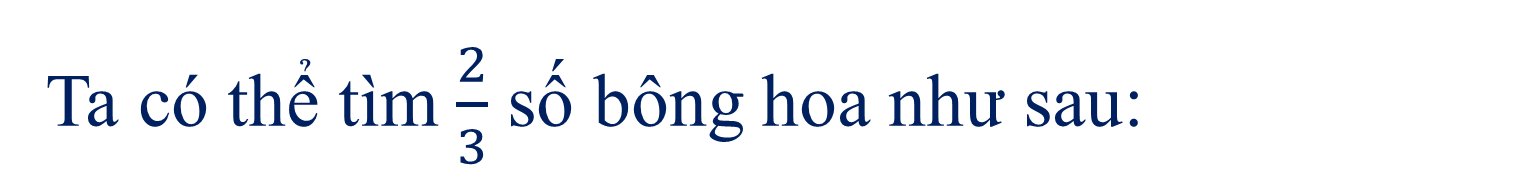 Ta có thể tìm 2/3 số bông hoa như sau: